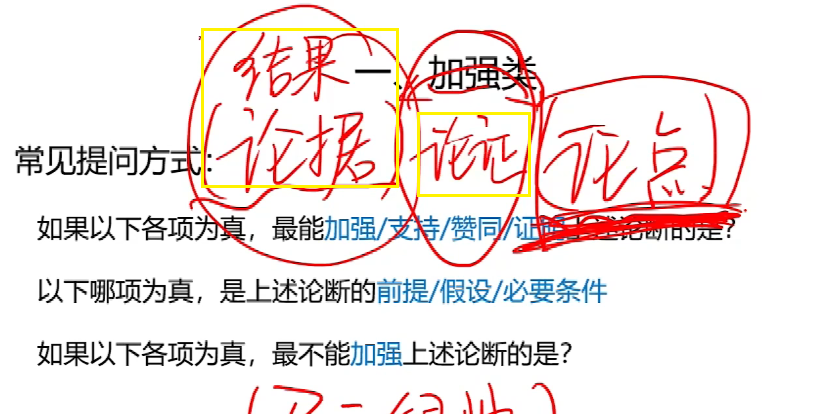 结果 一、加强类
常见提问方式：(论据) 论证 (论点)
如果以下各项为真，最能加强/支持/赞同/证明上述论断的是？
以下哪项为真，是上述论断的前提/假设/必要条件
如果以下各项为真，最不能加强上述论断的是？